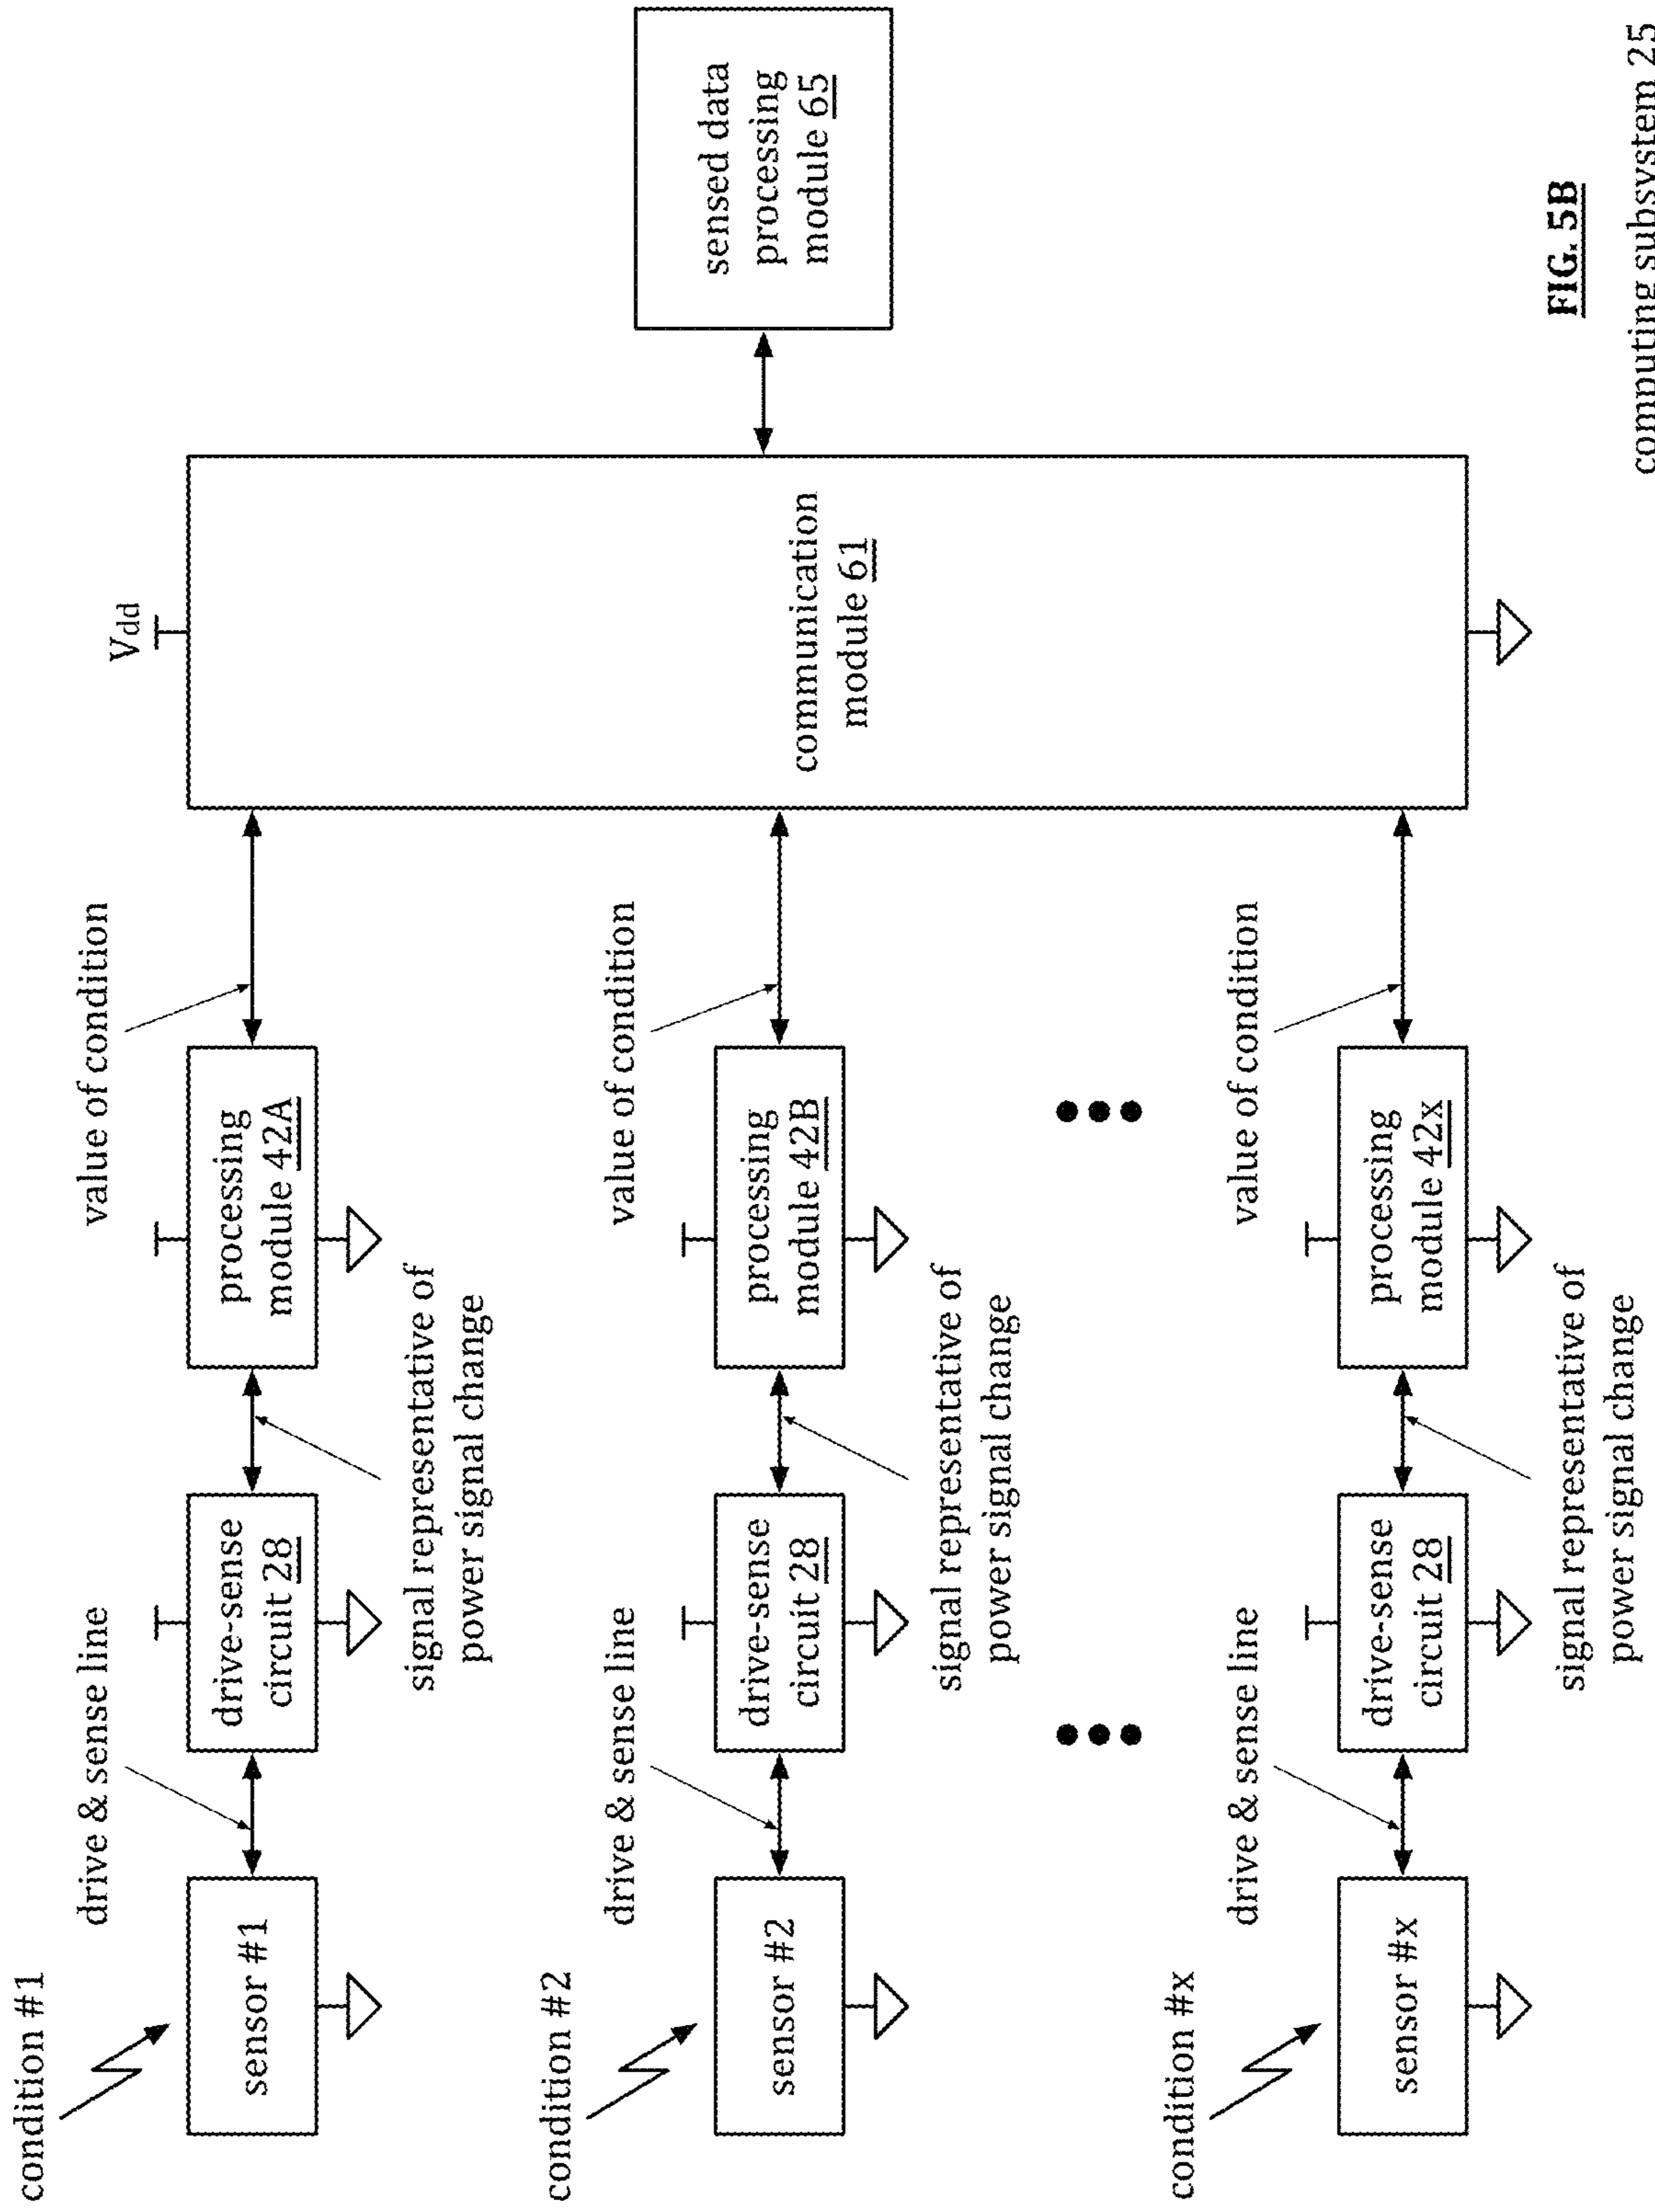 condition #1
drive & sense line
value of condition
Vdd
sensor #1
drive-sense
circuit 28
processing
module 42A
signal representative of
power signal change
condition #2
drive & sense line
value of condition
sensor #2
drive-sense
circuit 28
processing
module 42B
signal representative of
power signal change
communication
module 61
sensed data
processing
module 65
condition #x
drive & sense line
value of condition
sensor #x
drive-sense
circuit 28
processing
module 42x
signal representative of
power signal change
FIG. 5B
computing subsystem 25